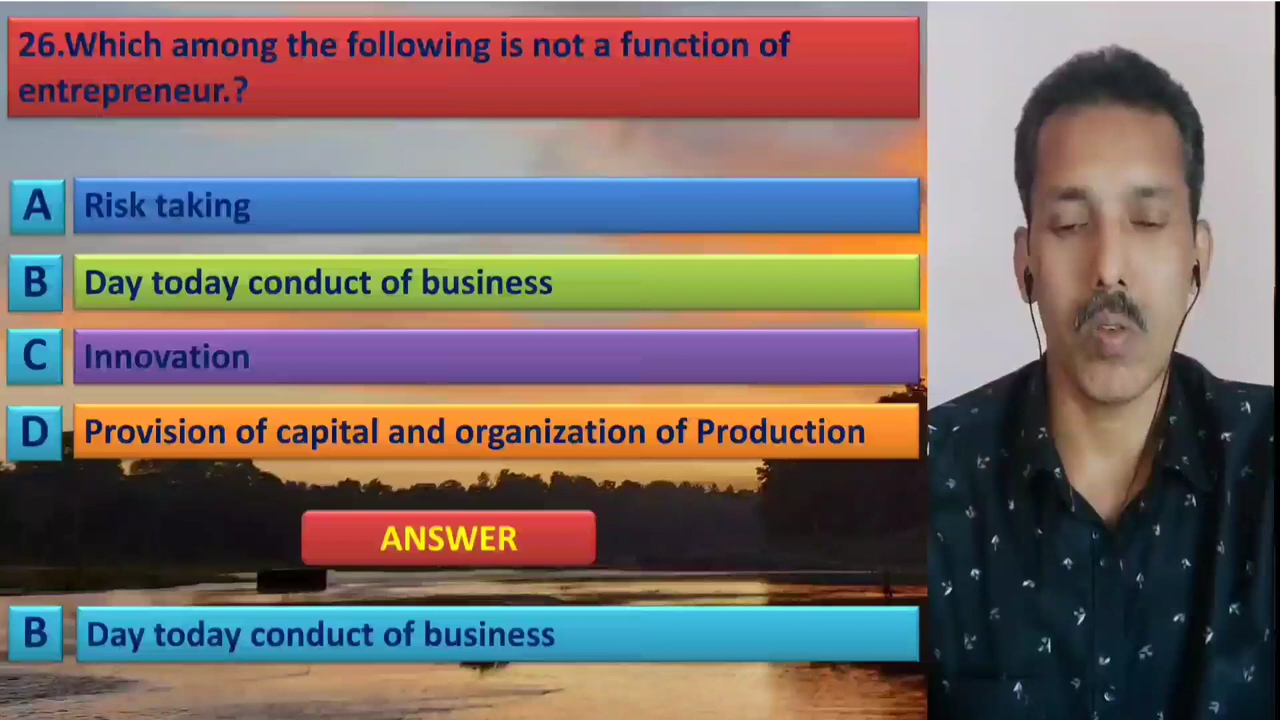 26.Which among the following is not a function of
entrepreneur.?
A Risk taking
B Day today conduct of business
C Innovation
D Provision of capital and organization of Production
ANSWER
B Day today conduct of business